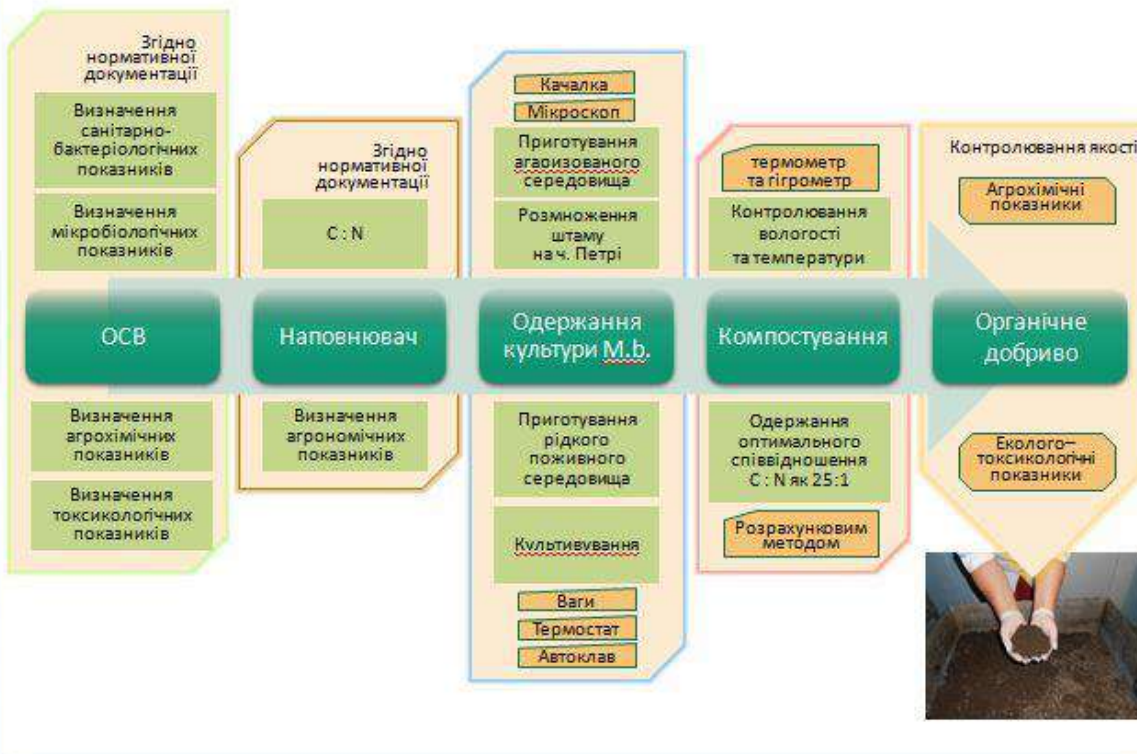 Згідно
нормативної
документації
Визначення
санітарно-
бактеріологічних
показників
Визначення
мікробіологічних
показників
ОСВ
Визначення
агрохімічних
показників
Визначення
токсикологічних
показників
Згідно
нормативної
документації
C : N
Наповнювач
Визначення
агрономічних
показників
Качалка
Мікроскоп
Приготування
агаризованого
середовища
Розмноження
штаму
на ч. Петрі
Одержання
культури M.b.
Приготування
рідкого
поживного
середовища
Культивування
Ваги
Термостат
Автоклав
термометр
та гігрометр
Контролювання
вологості
та температури
Компостування
Одержання
оптимального
співвідношення
C : N як 25:1
Розрахунковим
методом
Контролювання якості
Агрохімічні
показники
Органічне
добриво
Еколого–
токсикологічні
показники